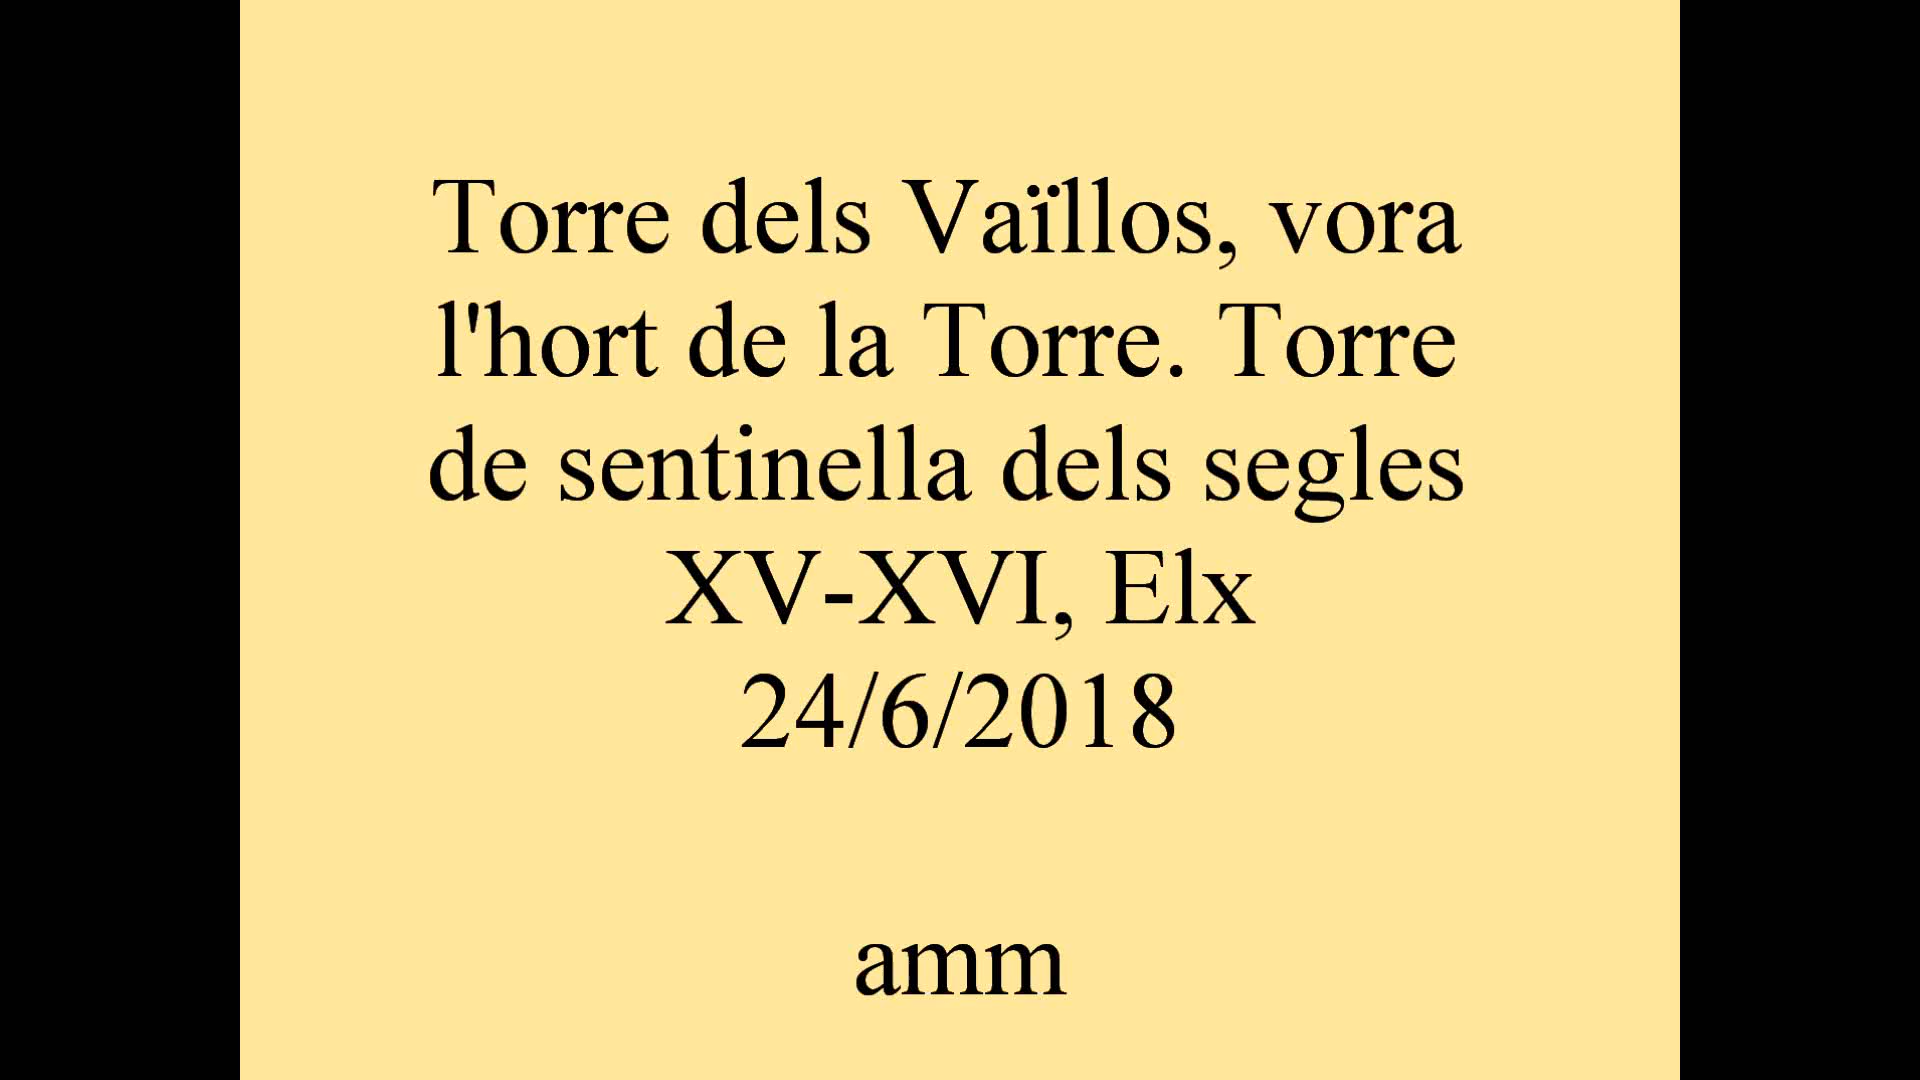 Torre dels Vaïllos, vora
l'hort de la Torre. Torre
de sentinella dels segles
XV-XVI, Elx
24/6/2018
amm